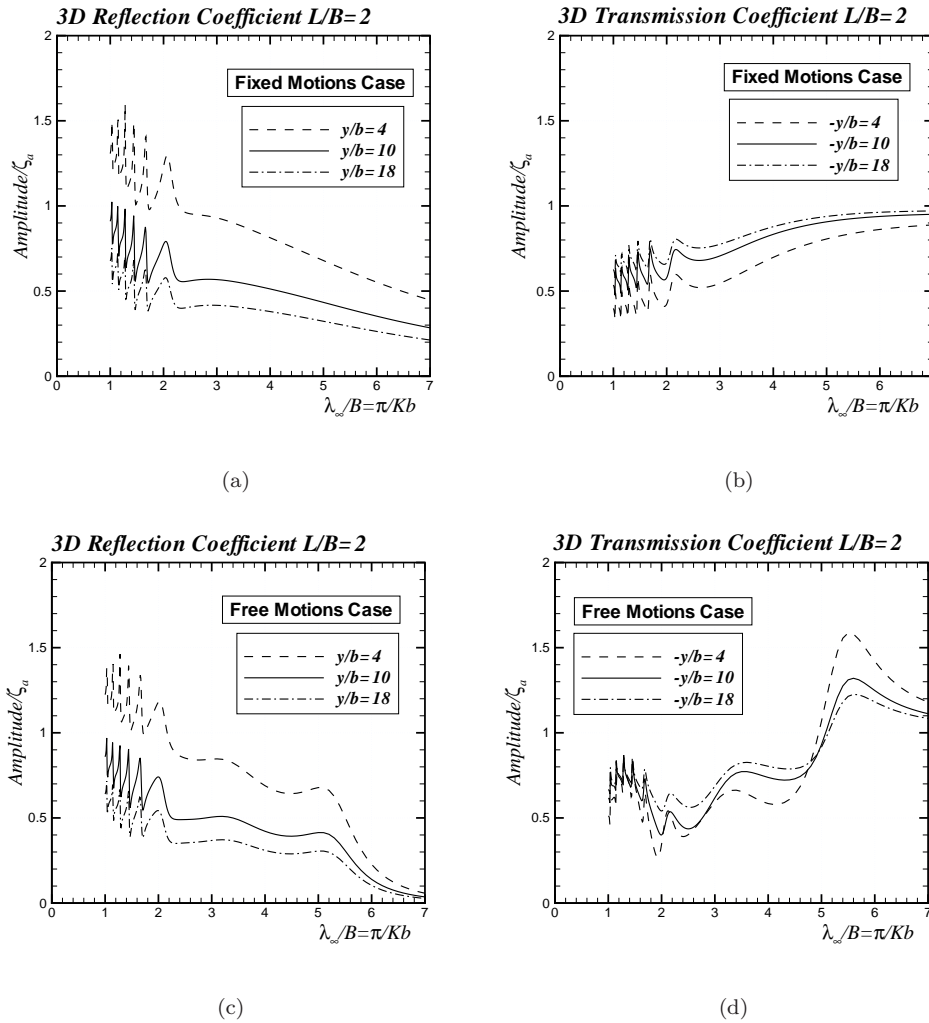 3D Reflection Coefficient L/B=2
Amplitude/ζa
2
1.5
1
0.5
0
Fixed Motions Case
y/b=4
y/b=10
y/b=18
0 1 2 3 4 5 6 7
λ∞/B=π/Kb
(a)
3D Transmission Coefficient L/B=2
Amplitude/ζa
2
1.5
1
0.5
0
Fixed Motions Case
-y/b=4
-y/b=10
-y/b=18
0 1 2 3 4 5 6 7
λ∞/B=π/Kb
(b)
3D Reflection Coefficient L/B=2
Amplitude/ζa
2
1.5
1
0.5
0
Free Motions Case
y/b=4
y/b=10
y/b=18
0 1 2 3 4 5 6 7
λ∞/B=π/Kb
(c)
3D Transmission Coefficient L/B=2
Amplitude/ζa
2
1.5
1
0.5
0
Free Motions Case
-y/b=4
-y/b=10
-y/b=18
0 1 2 3 4 5 6 7
λ∞/B=π/Kb
(d)